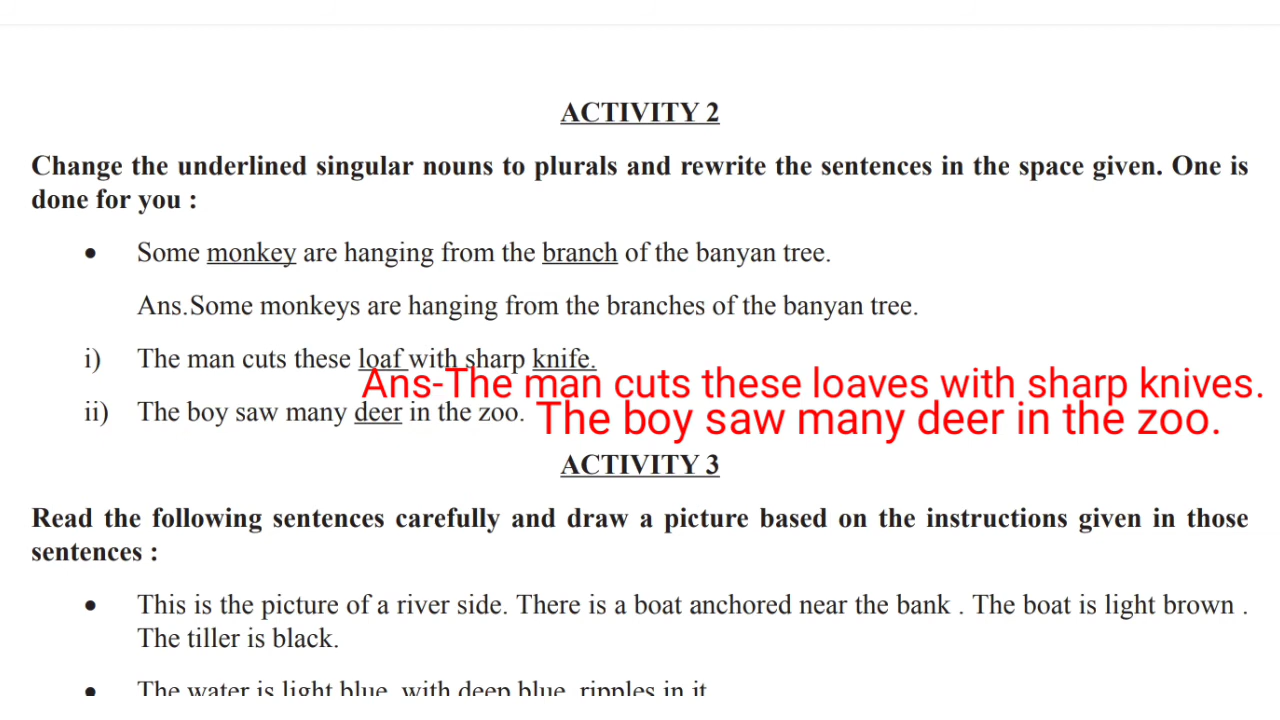 ACTIVITY 2
Change the underlined singular nouns to plurals and rewrite the sentences in the space given. One is
done for you :
• Some monkey are hanging from the branch of the banyan tree.
Ans.Some monkeys are hanging from the branches of the banyan tree.
i) The man cuts these loaf with sharp knife.
Ans-The man cuts these loaves with sharp knives.
ii) The boy saw many deer in the zoo. The boy saw many deer in the zoo.
ACTIVITY 3
Read the following sentences carefully and draw a picture based on the instructions given in those
sentences :
• This is the picture of a river side. There is a boat anchored near the bank . The boat is light brown .
The tiller is black.
• The water is light blue with deep blue ripples in it